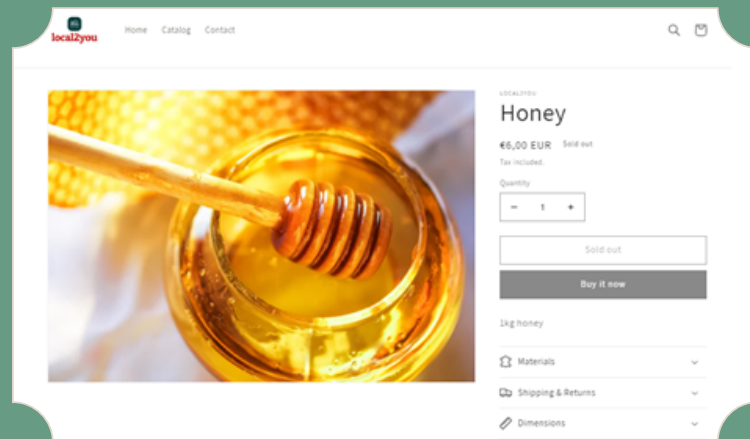 local2you
Home Catalog Contact
LOCAL2YOU
Honey
€6,00 EUR Sold out
Tax included.
Quantity
− 1 +
Sold out
Buy it now
1kg honey
Materials
Shipping & Returns
Dimensions